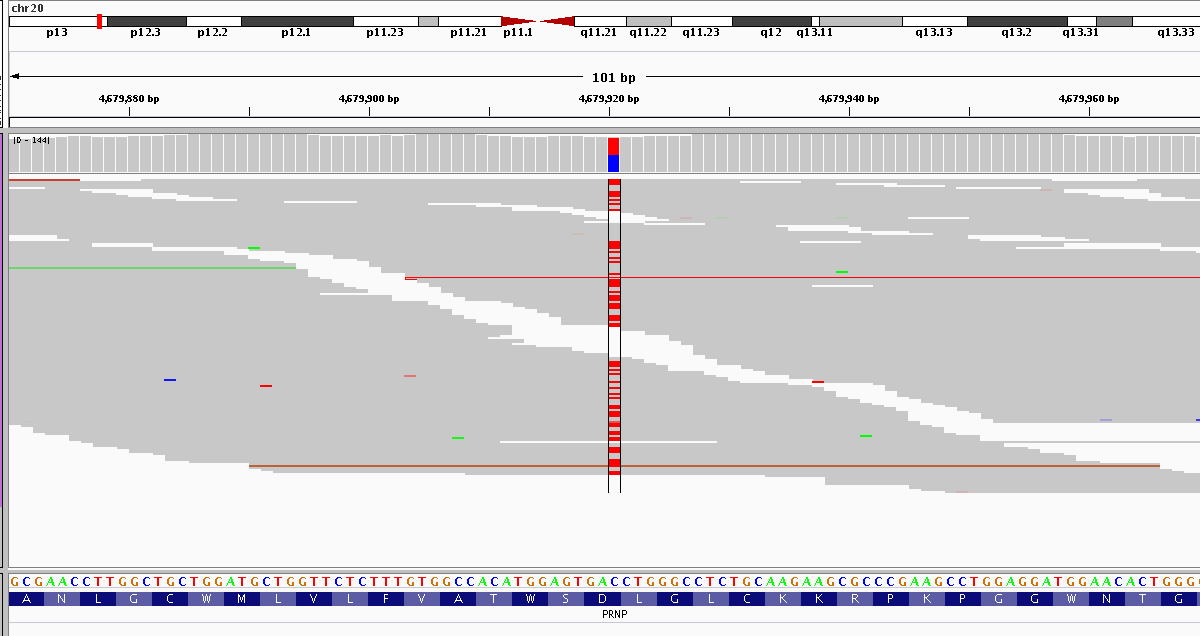 chr20
p13 p12.3 p12.2 p12.1 p11.23 p11.21 p11.1 q11.21 q11.22 q11.23 q12 q13.11 q13.13 q13.2 q13.31 q13.33
101 bp
4,679,880 bp 4,679,900 bp 4,679,920 bp 4,679,940 bp 4,679,960 bp
[0 - 144]
GCGAACCTTGGCTGCTGGATGCTGGTTCTCTTTGTGGCCACATGGAGTGACCTGGGCCTCTGCAAGAAGCGCCCGAAGCCTGGAGGATGGAACACTGGG
A N L G C W M L V L F V A T W S D L G L C K K R P K P G G W N T G
PRNP